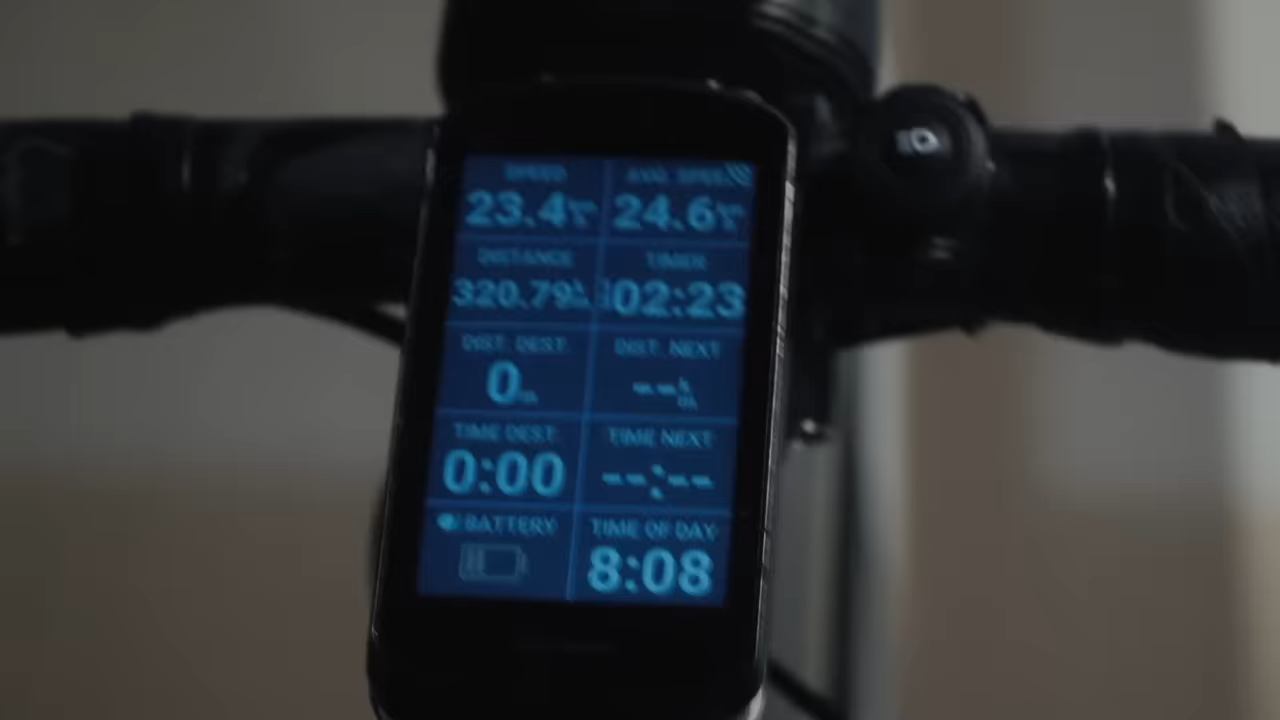 SPEED AVG. SPEED
23.4 24.6
DISTANCE TIMER
320.79 02:23
DIST. DEST. DIST. NEXT
0 --
TIME DEST. TIME NEXT
0:00 --:--
BATTERY TIME OF DAY
8:08